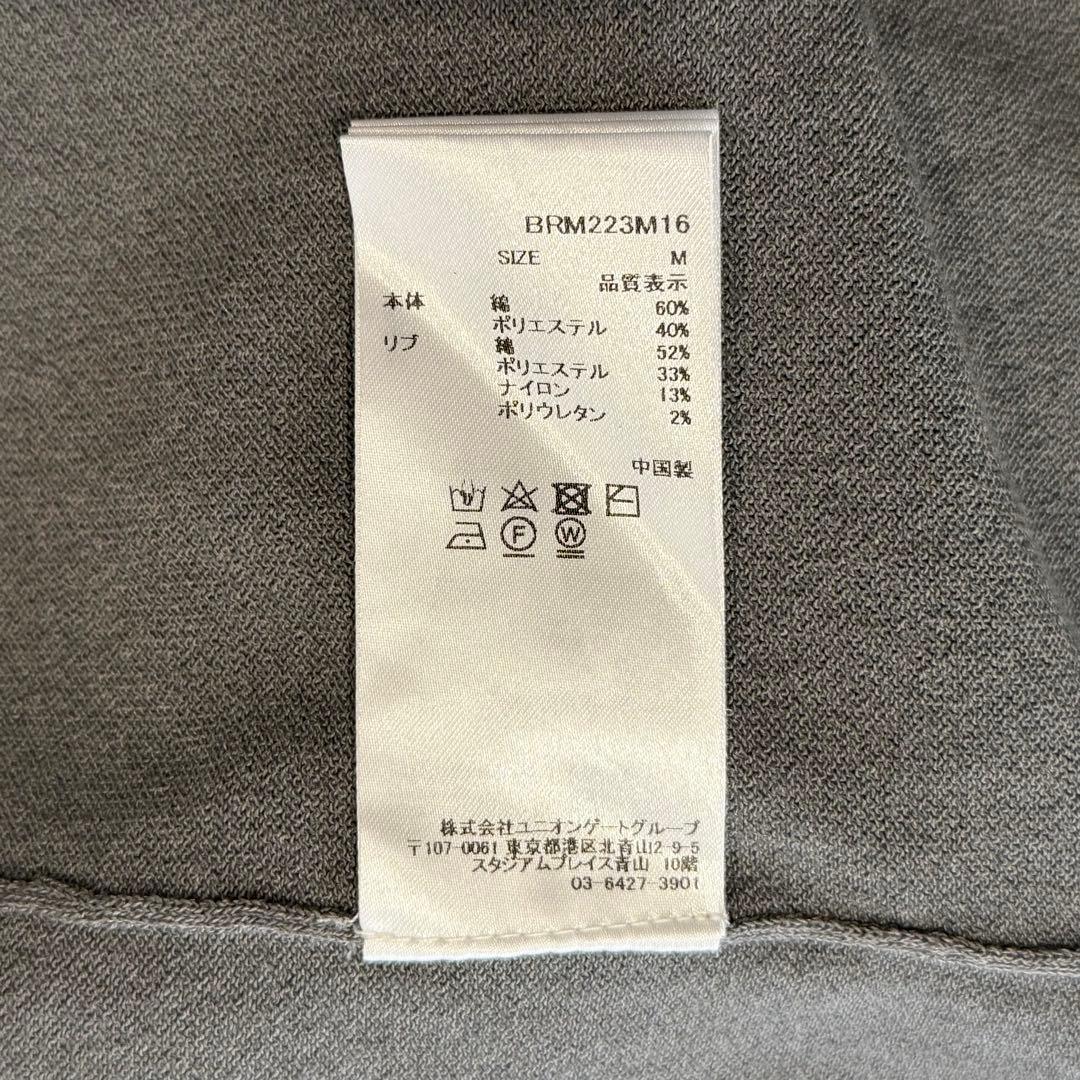 BRM223M16
SIZE M
品質表示
本体 綿 60%
ポリエステル 40%
リブ 綿 52%
ポリエステル 33%
ナイロン 13%
ポリウレタン 2%
中国製
F W
株式会社ユニオンゲートグループ
〒107-0061 東京都港区北青山2-9-5
スタジアムプレイス青山 10階
03-6427-3901